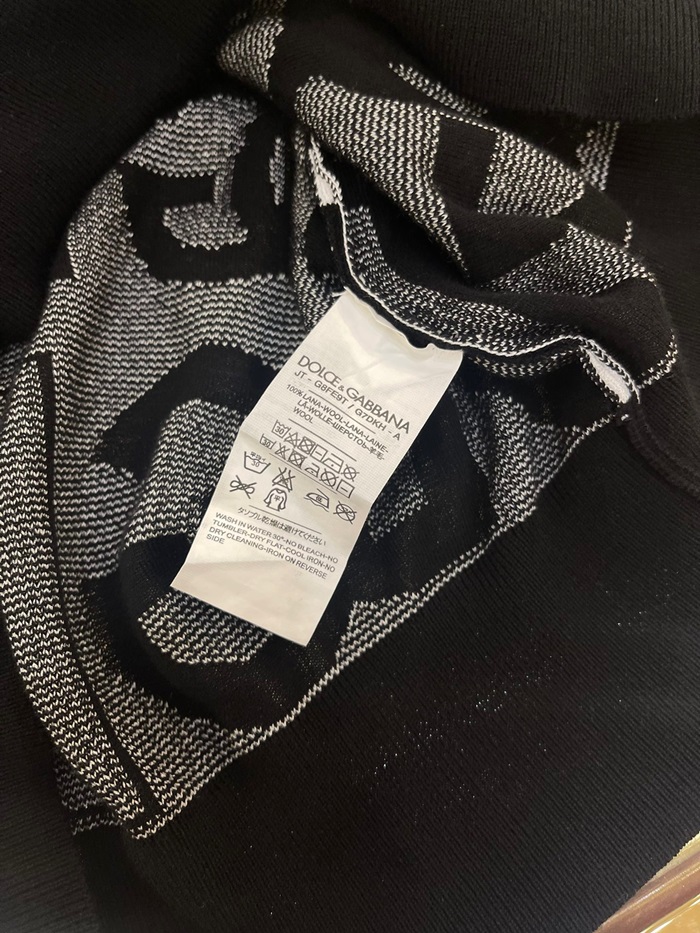 DOLCE & GABBANA
JT - G8FE9T / G7DKH - A
100% LANA-WOOL-LANA-LAINE-
LÃ-WOLLE-ШЕРСТОЬ-羊毛-
WOOL
タンブル乾燥は避けてください
WASH IN WATER 30°-NO BLEACH-NO
TUMBLER-DRY FLAT-COOL IRON-NO
DRY CLEANING-IRON ON REVERSE
SIDE